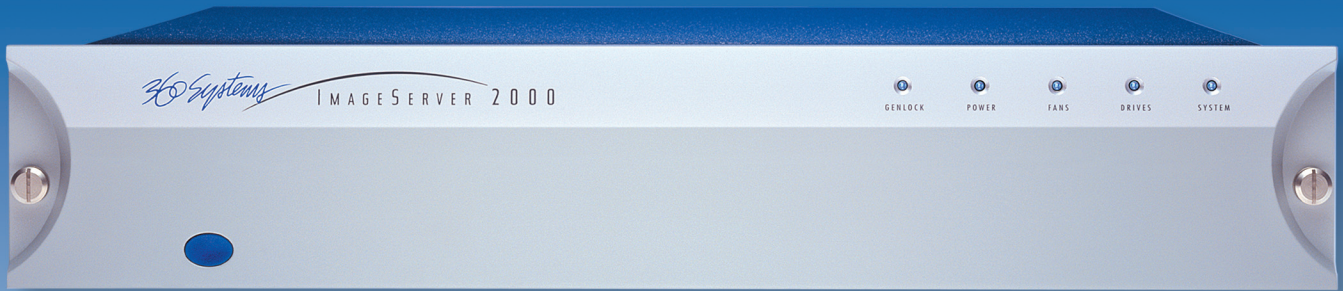 360 Systems
IMAGESERVER 2000
GENLOCK POWER FANS DRIVES SYSTEM